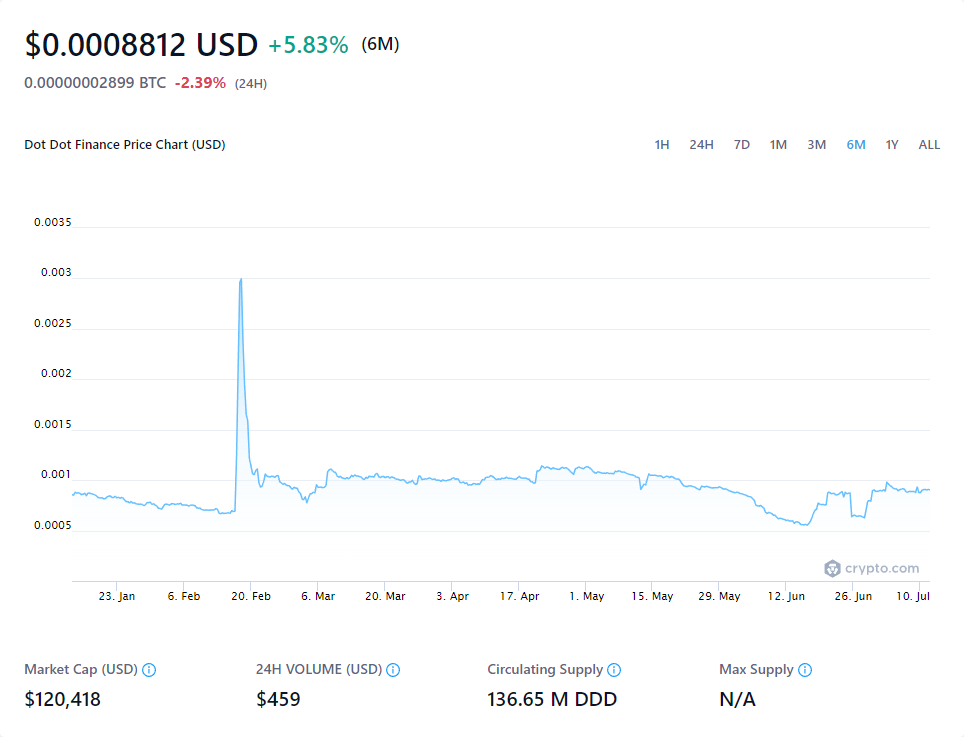 $0.0008812 USD +5.83% (6M)
0.00000002899 BTC -2.39% (24H)
Dot Dot Finance Price Chart (USD) 1H 24H 7D 1M 3M 6M 1Y ALL
0.0035
0.003
0.0025
0.002
0.0015
0.001
0.0005
crypto.com
23. Jan 6. Feb 20. Feb 6. Mar 20. Mar 3. Apr 17. Apr 1. May 15. May 29. May 12. Jun 26. Jun 10. Jul
Market Cap (USD) 24H VOLUME (USD) Circulating Supply Max Supply
$120,418 $459 136.65 M DDD N/A